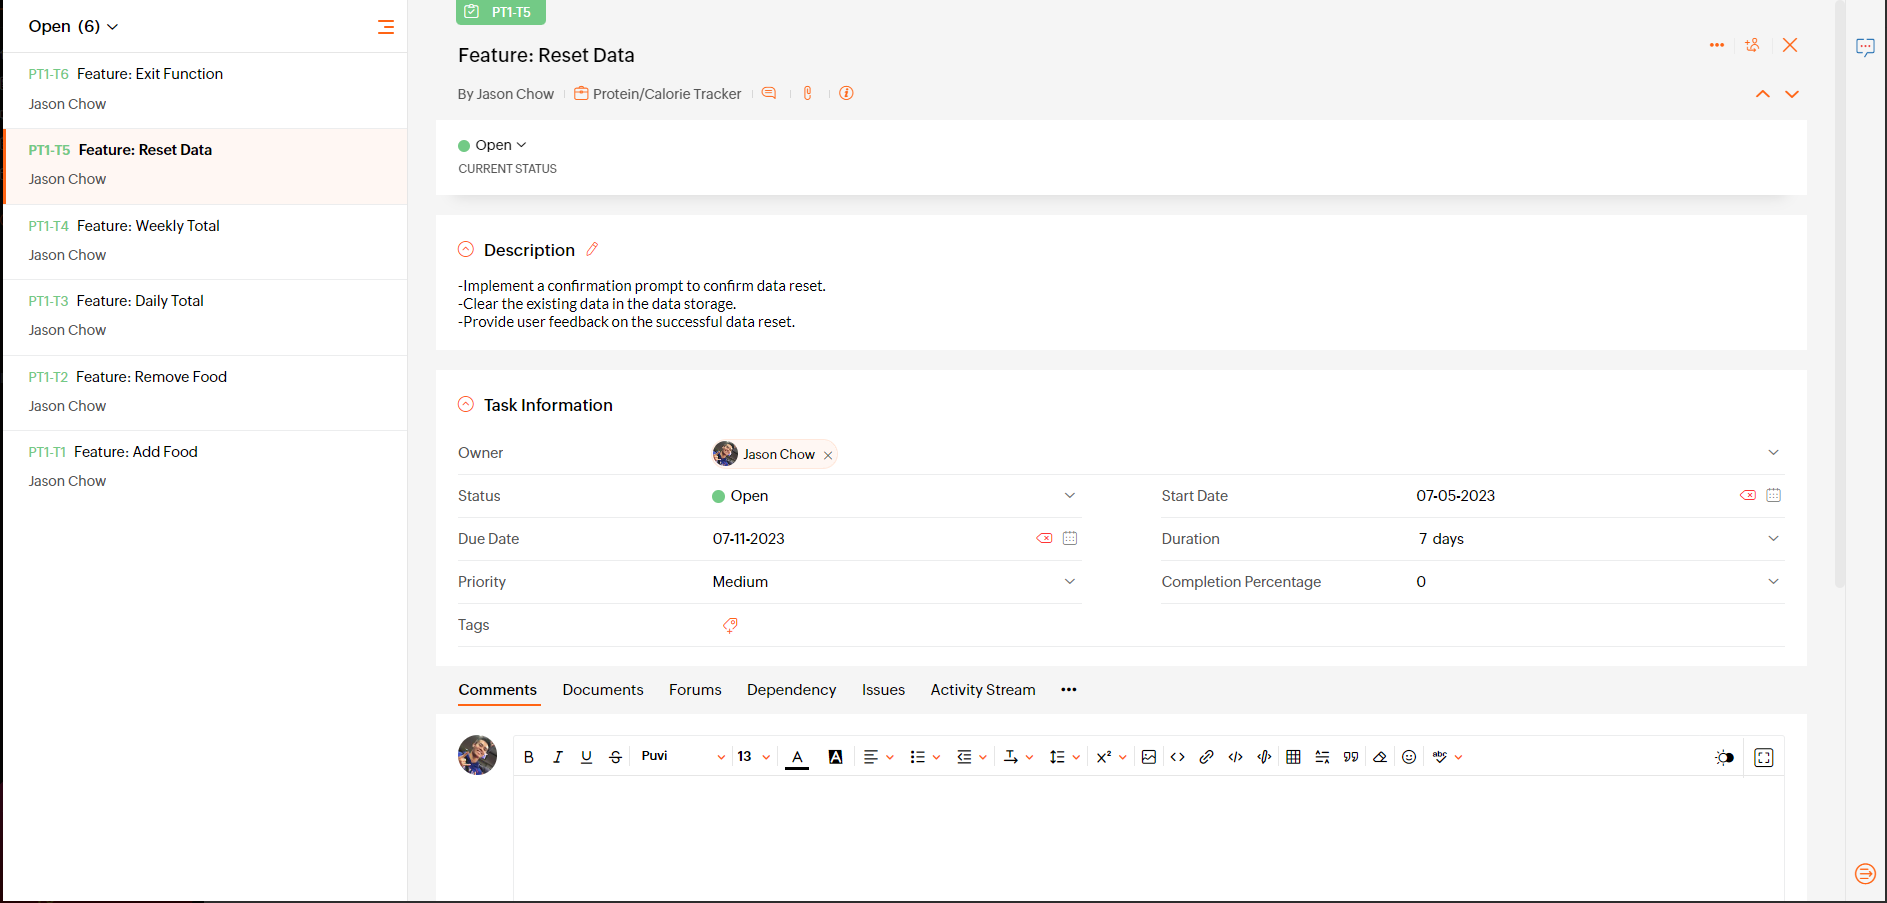 Open (6)
PT1-T6 Feature: Exit Function
Jason Chow
PT1-T5 Feature: Reset Data
Jason Chow
PT1-T4 Feature: Weekly Total
Jason Chow
PT1-T3 Feature: Daily Total
Jason Chow
PT1-T2 Feature: Remove Food
Jason Chow
PT1-T1 Feature: Add Food
Jason Chow
PT1-T5
Feature: Reset Data
By Jason Chow Protein/Calorie Tracker
Open
CURRENT STATUS
Description
-Implement a confirmation prompt to confirm data reset.
-Clear the existing data in the data storage.
-Provide user feedback on the successful data reset.
Task Information
Owner Jason Chow
Status Open Start Date 07-05-2023
Due Date 07-11-2023 Duration 7 days
Priority Medium Completion Percentage 0
Tags
Comments Documents Forums Dependency Issues Activity Stream
B I U S Puvi 13 A A X² abc